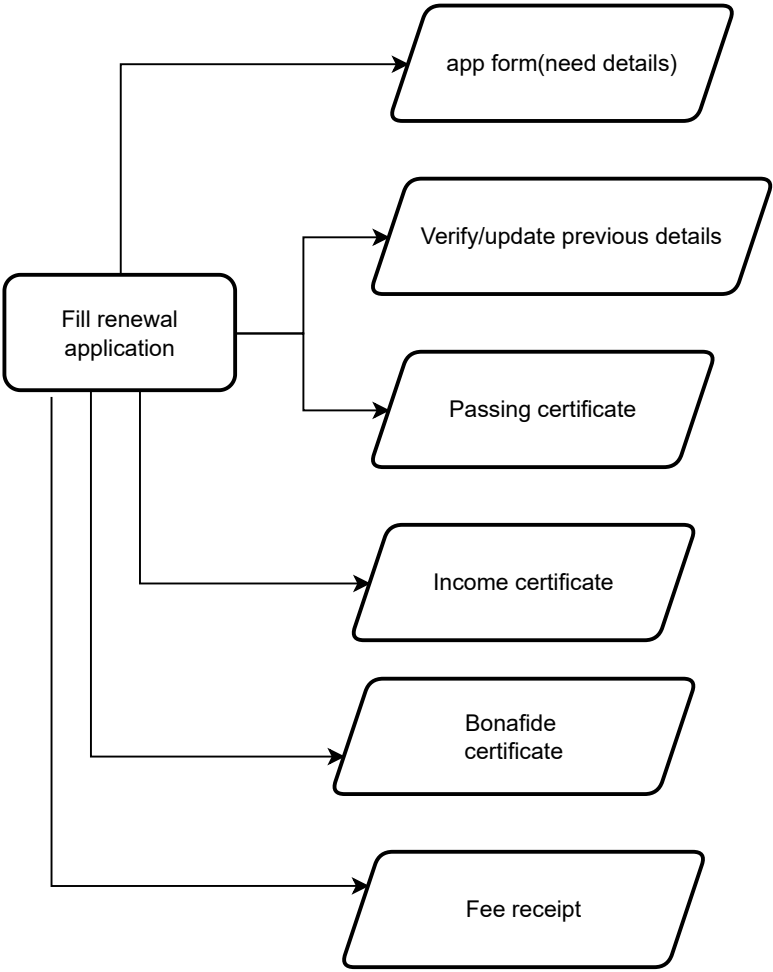 app form(need details)
Verify/update previous details
Fill renewal
application
Passing certificate
Income certificate
Bonafide
certificate
Fee receipt